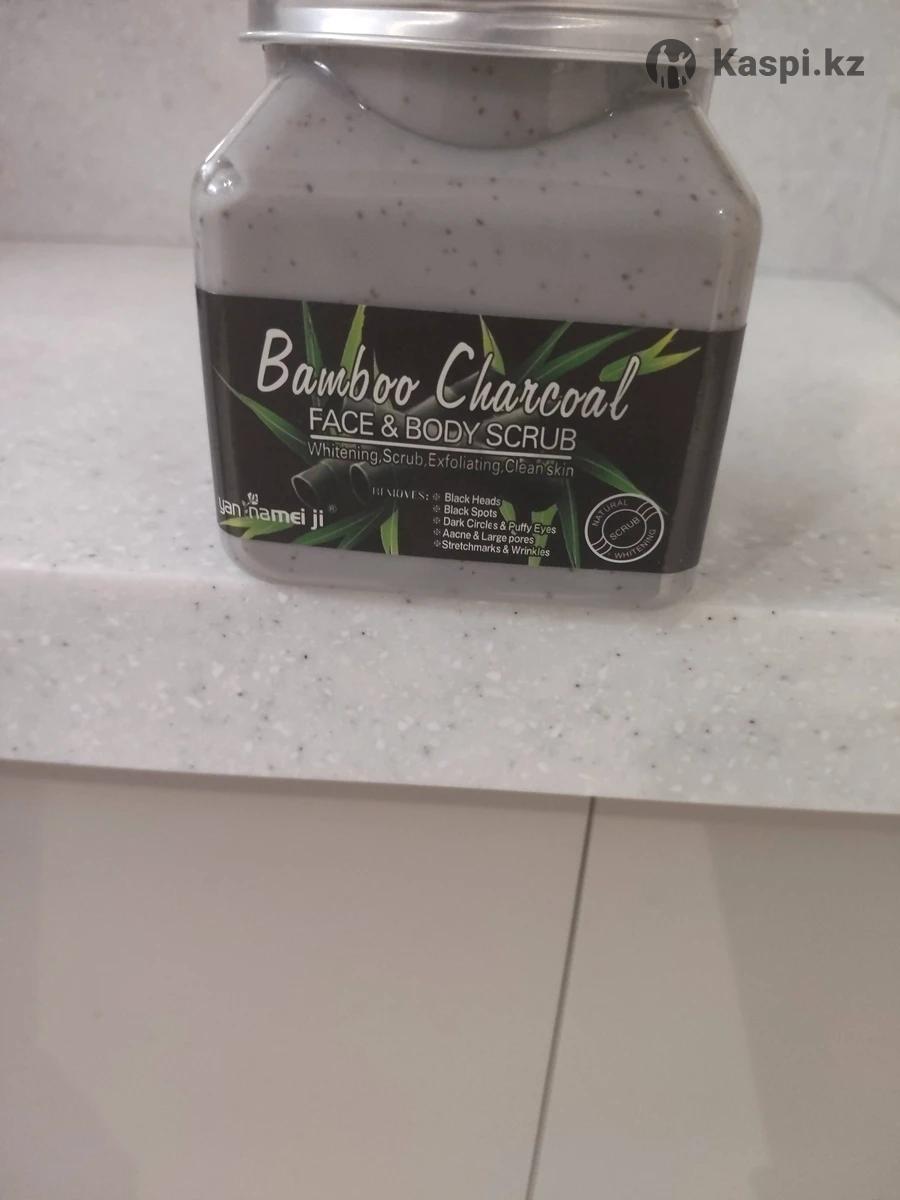 Kaspi.kz
Bamboo Charcoal
FACE & BODY SCRUB
Whitening,Scrub,Exfoliating,Clean skin
REMOVES: ※ Black Heads
※ Black Spots
※ Dark Circles & Puffy Eyes
※ Aacne & Large pores
※ Stretchmarks & Wrinkles
yan namei ji ®
NATURAL
SCRUB
WHITENING